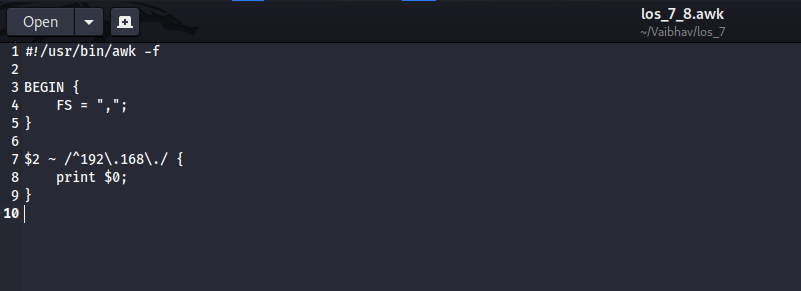 Open
los_7_8.awk
~/Vaibhav/los_7
1 #!/usr/bin/awk -f
2
3 BEGIN {
4     FS = ",";
5 }
6
7 $2 ~ /^192\.168\./ {
8     print $0;
9 }
10